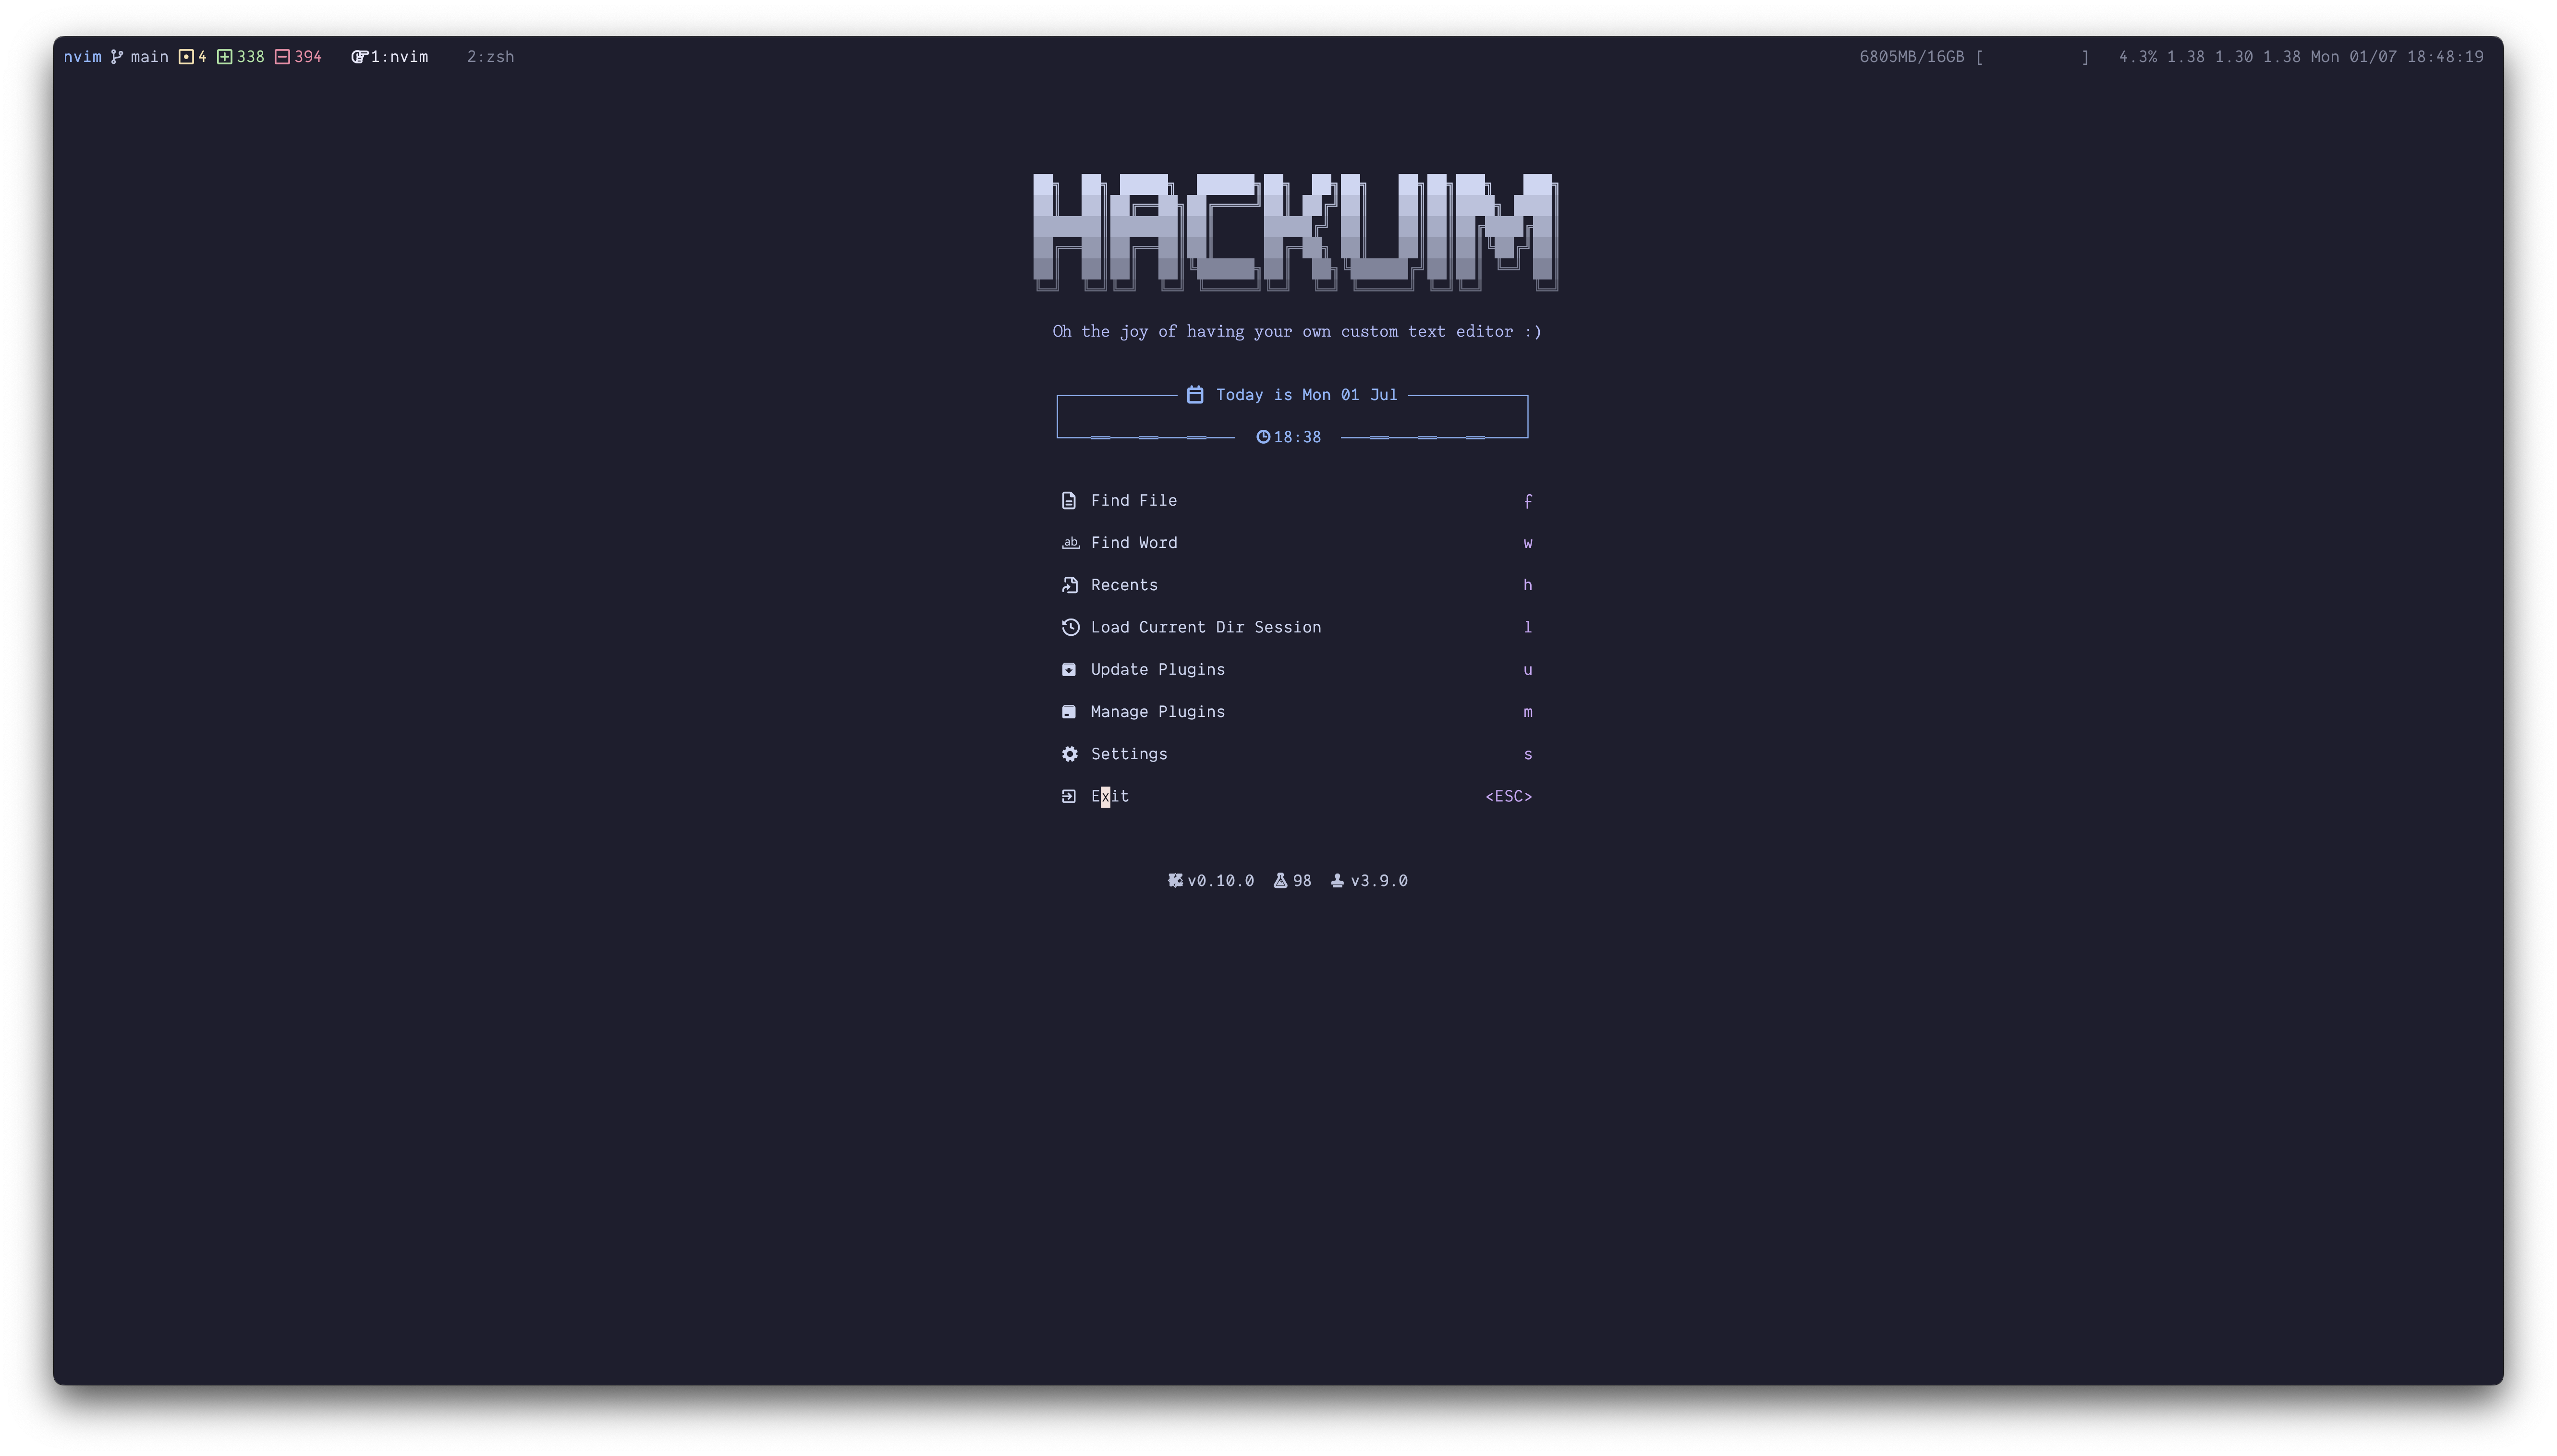 nvim main 4 338 394 1:nvim 2:zsh 6805MB/16GB [ ] 4.3% 1.38 1.30 1.38 Mon 01/07 18:48:19
HACKVIM
Oh the joy of having your own custom text editor :)
Today is Mon 01 Jul
18:38
Find File f
ab Find Word w
Recents h
Load Current Dir Session l
Update Plugins u
Manage Plugins m
Settings s
Exit <ESC>
v0.10.0 98 v3.9.0